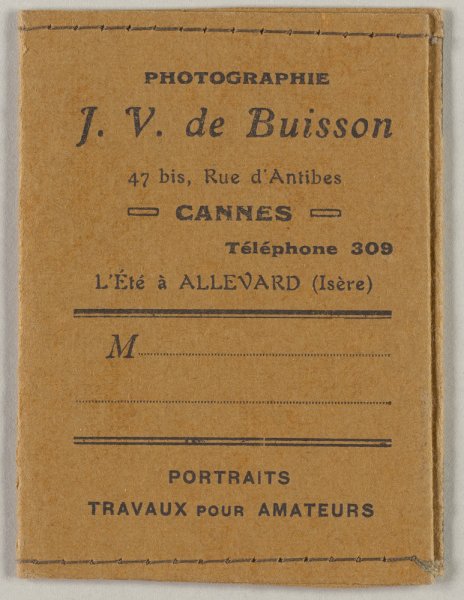 PHOTOGRAPHIE
J. V. de Buisson
47 bis, Rue d'Antibes
CANNES
Téléphone 309
L'Été à ALLEVARD (Isère)
M
PORTRAITS
TRAVAUX POUR AMATEURS